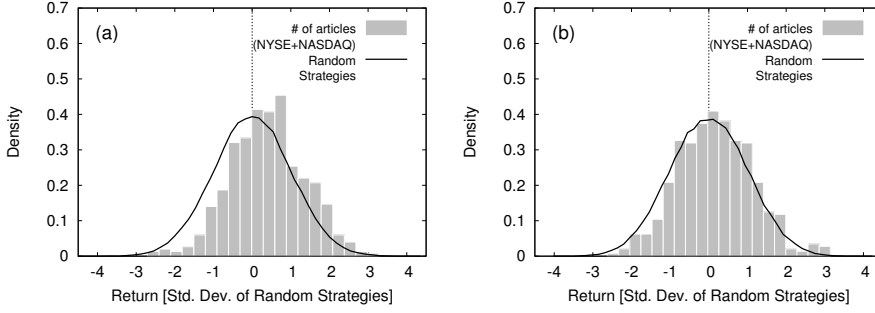 (a)
# of articles
(NYSE+NASDAQ)
Random
Strategies
Density
0.7
0.6
0.5
0.4
0.3
0.2
0.1
0
-4 -3 -2 -1 0 1 2 3 4
Return [Std. Dev. of Random Strategies]
(b)
# of articles
(NYSE+NASDAQ)
Random
Strategies
Density
0.7
0.6
0.5
0.4
0.3
0.2
0.1
0
-4 -3 -2 -1 0 1 2 3 4
Return [Std. Dev. of Random Strategies]